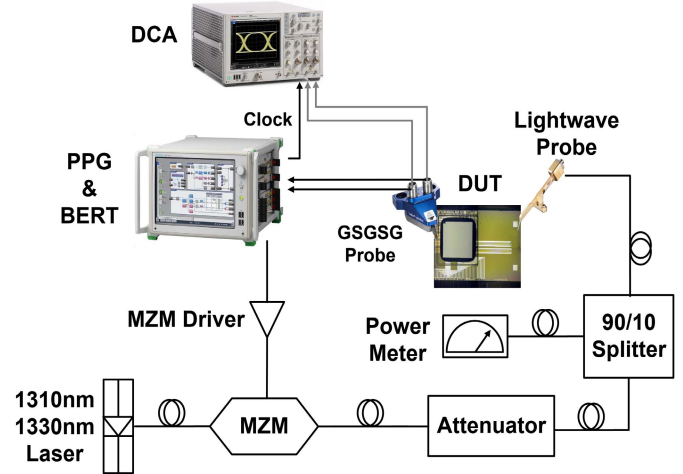 DCA
Clock
PPG
&
BERT
Lightwave
Probe
DUT
GSGSG
Probe
MZM Driver
Power
Meter
90/10
Splitter
1310nm
1330nm
Laser
MZM
Attenuator